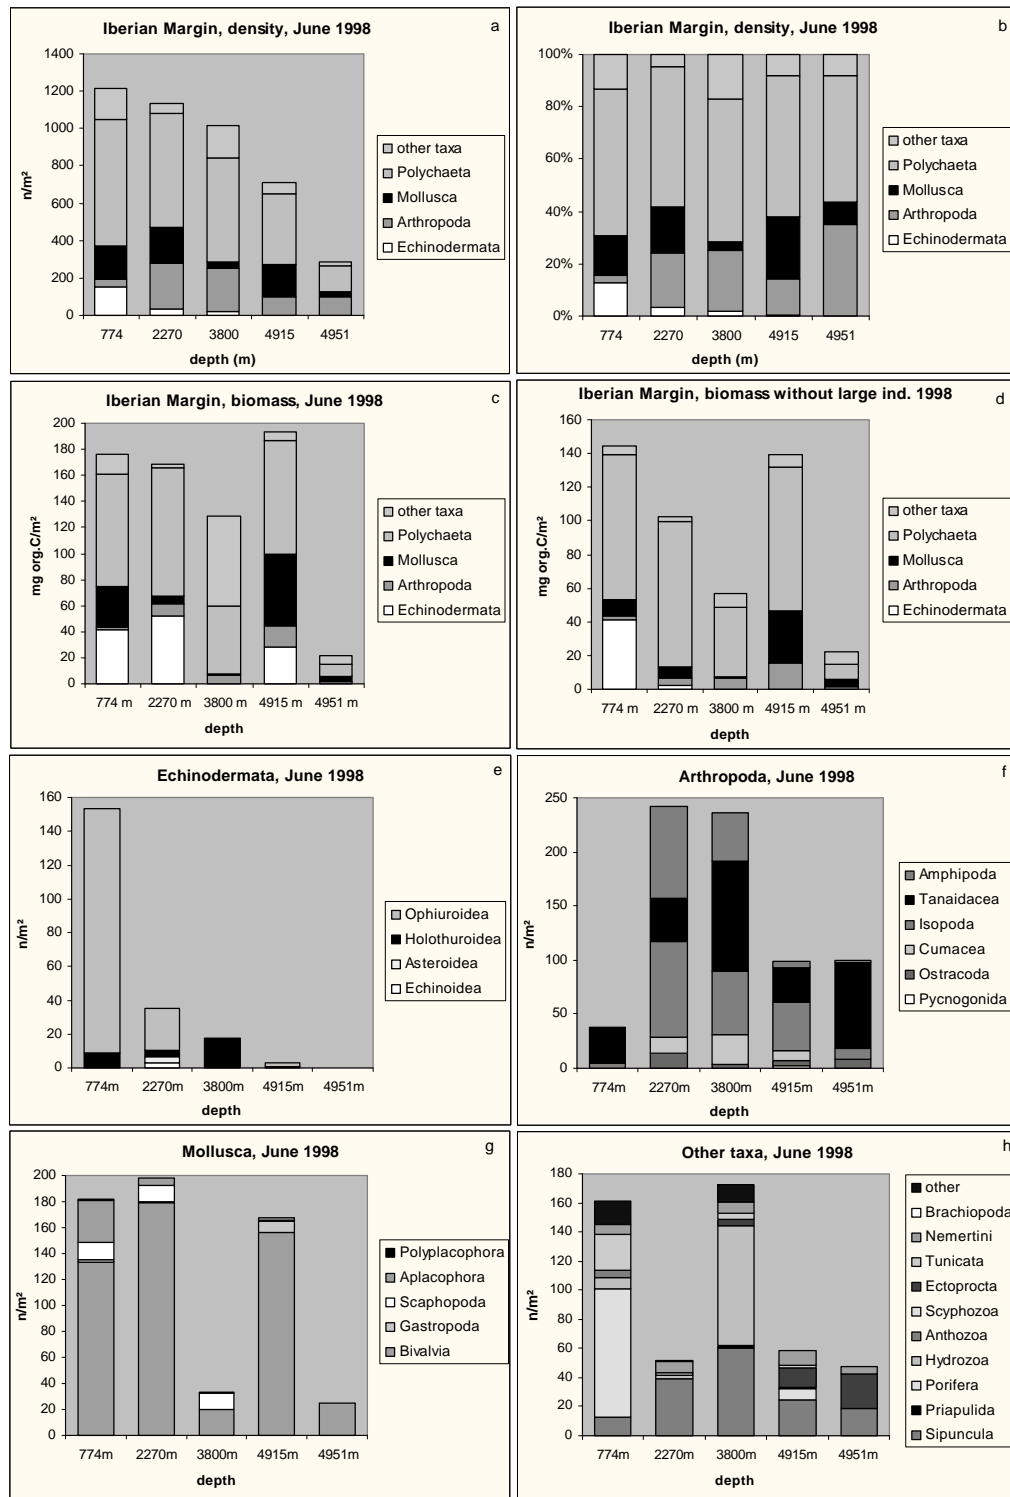 Iberian Margin, density, June 1998
a
1400
1200
1000
800
600
400
200
0
n/m²
774 2270 3800 4915 4951
depth (m)
other taxa
Polychaeta
Mollusca
Arthropoda
Echinodermata
Iberian Margin, density, June 1998
b
100%
80%
60%
40%
20%
0%
774 2270 3800 4915 4951
depth (m)
other taxa
Polychaeta
Mollusca
Arthropoda
Echinodermata
Iberian Margin, biomass, June 1998
c
200
180
160
140
120
100
80
60
40
20
0
mg org.C/m²
774 m 2270 m 3800 m 4915 m 4951 m
depth
other taxa
Polychaeta
Mollusca
Arthropoda
Echinodermata
Iberian Margin, biomass without large ind. 1998
d
160
140
120
100
80
60
40
20
0
mg org.C/m²
774 m 2270 m 3800 m 4915 m 4951 m
depth
other taxa
Polychaeta
Mollusca
Arthropoda
Echinodermata
Echinodermata, June 1998
e
160
140
120
100
80
60
40
20
0
n/m²
774m 2270m 3800m 4915m 4951m
depth
Ophiuroidea
Holothuroidea
Asteroidea
Echinoidea
Arthropoda, June 1998
f
250
200
150
100
50
0
n/m²
774m 2270m 3800m 4915m 4951m
depth
Amphipoda
Tanaidacea
Isopoda
Cumacea
Ostracoda
Pycnogonida
Mollusca, June 1998
g
200
180
160
140
120
100
80
60
40
20
0
n/m²
774m 2270m 3800m 4915m 4951m
depth
Polyplacophora
Aplacophora
Scaphopoda
Gastropoda
Bivalvia
Other taxa, June 1998
h
180
160
140
120
100
80
60
40
20
0
n/m²
774m 2270m 3800m 4915m 4951m
depth
other
Brachiopoda
Nemertini
Tunicata
Ectoprocta
Scyphozoa
Anthozoa
Hydrozoa
Porifera
Priapulida
Sipuncula